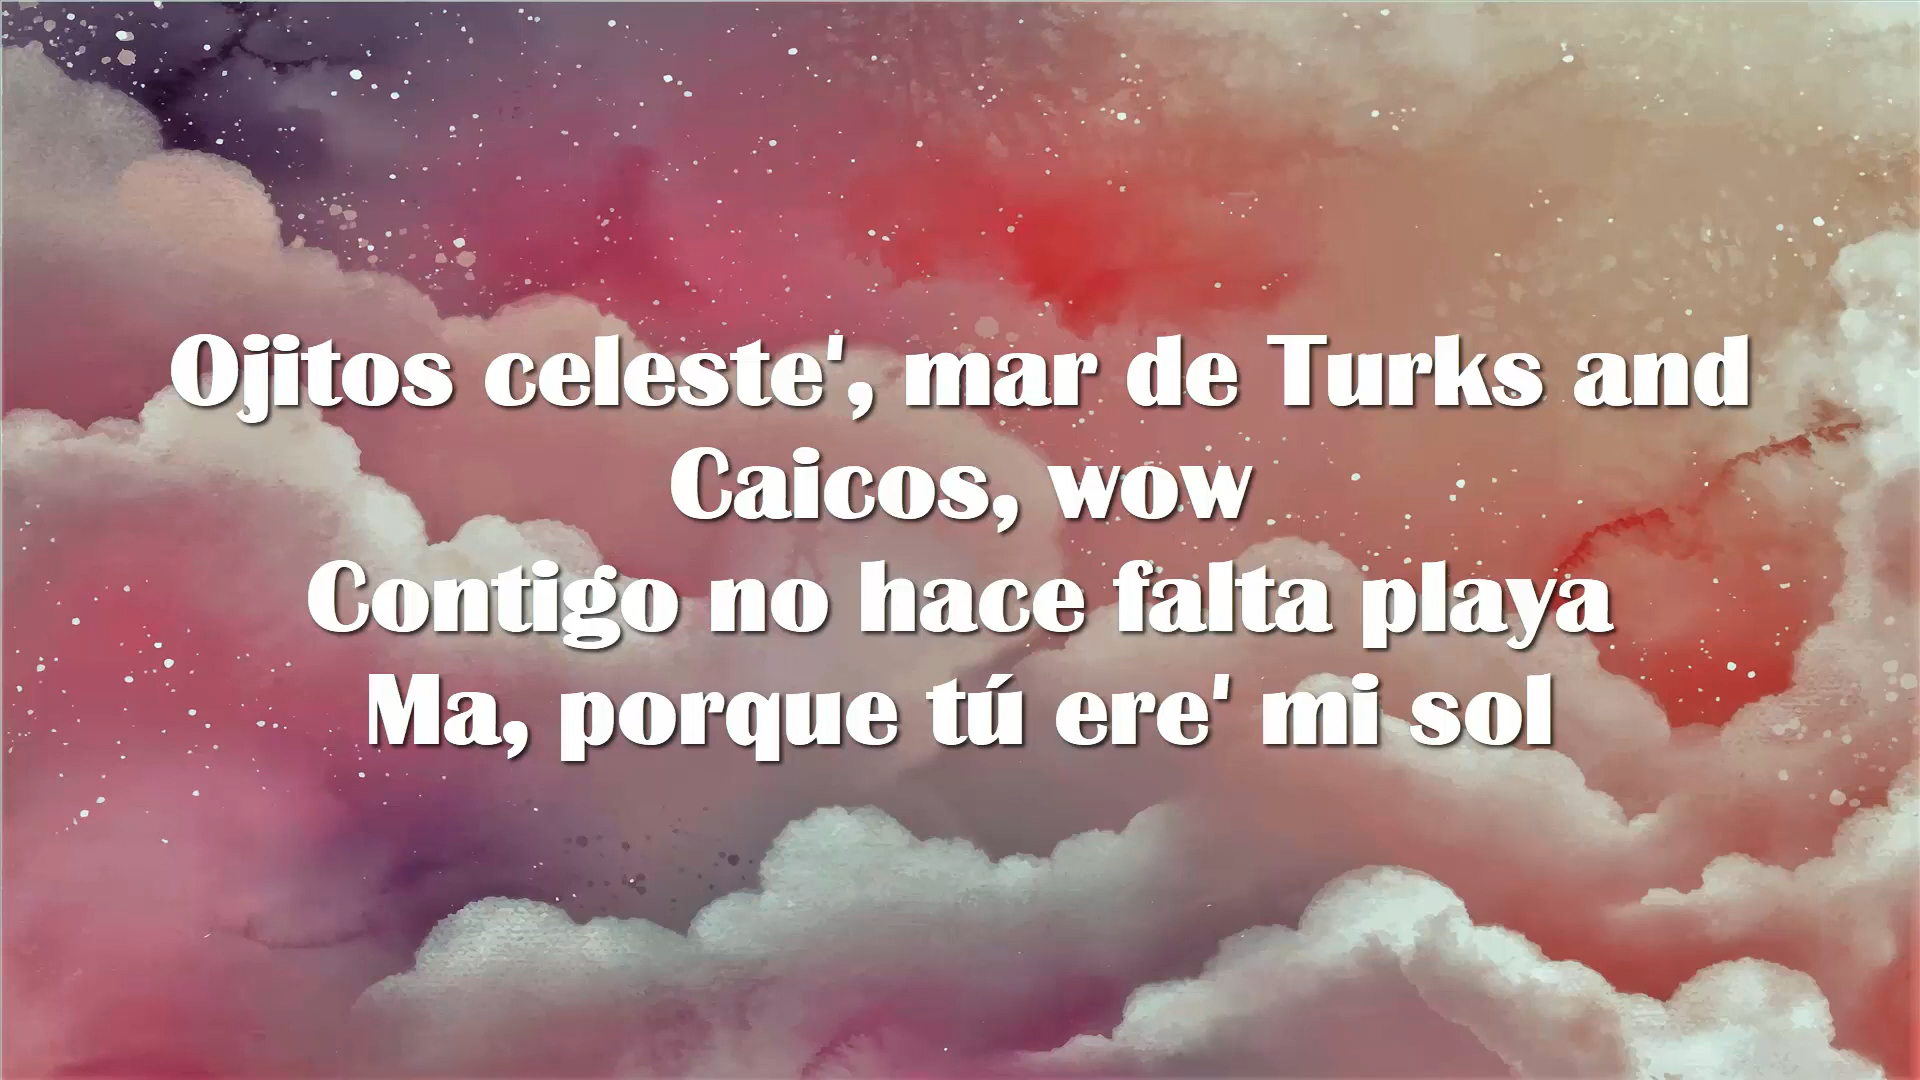 Ojitos celeste', mar de Turks and
Caicos, wow
Contigo no hace falta playa
Ma, porque tú ere' mi sol